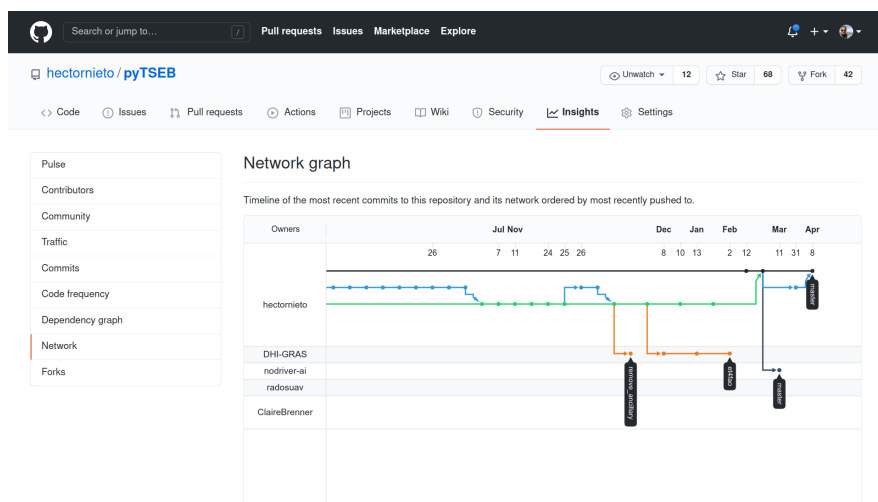 Search or jump to… / Pull requests Issues Marketplace Explore
hectornieto / pyTSEB Unwatch 12 Star 68 Fork 42
Code Issues Pull requests Actions Projects Wiki Security Insights Settings
Pulse
Contributors
Community
Traffic
Commits
Code frequency
Dependency graph
Network
Forks
Network graph
Timeline of the most recent commits to this repository and its network ordered by most recently pushed to.
Owners Jul Nov Dec Jan Feb Mar Apr
26 7 11 24 25 26 8 10 13 2 12 11 31 8
hectornieto
master
DHI-GRAS
nodriver-ai
radosuav
ClaireBrenner
remove_ancillary
master